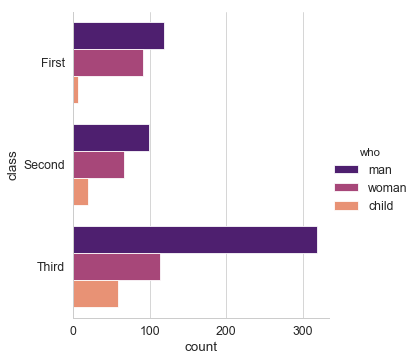 First
Second
Third
class
0 100 200 300
count
who
man
woman
child